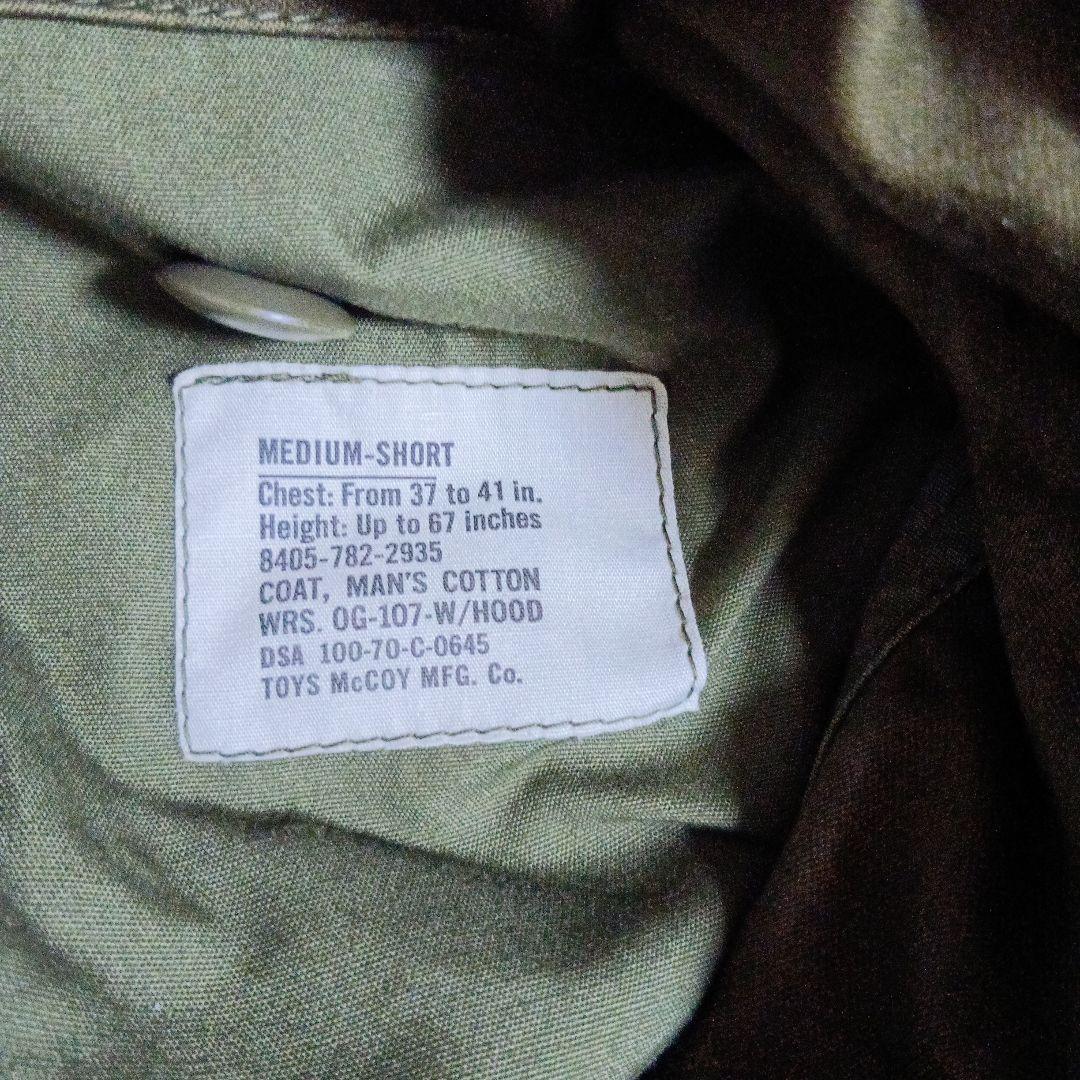 MEDIUM-SHORT
Chest: From 37 to 41 in.
Height: Up to 67 inches
8405-782-2935
COAT, MAN'S COTTON
WRS. OG-107-W/HOOD
DSA 100-70-C-0645
TOYS McCOY MFG. Co.